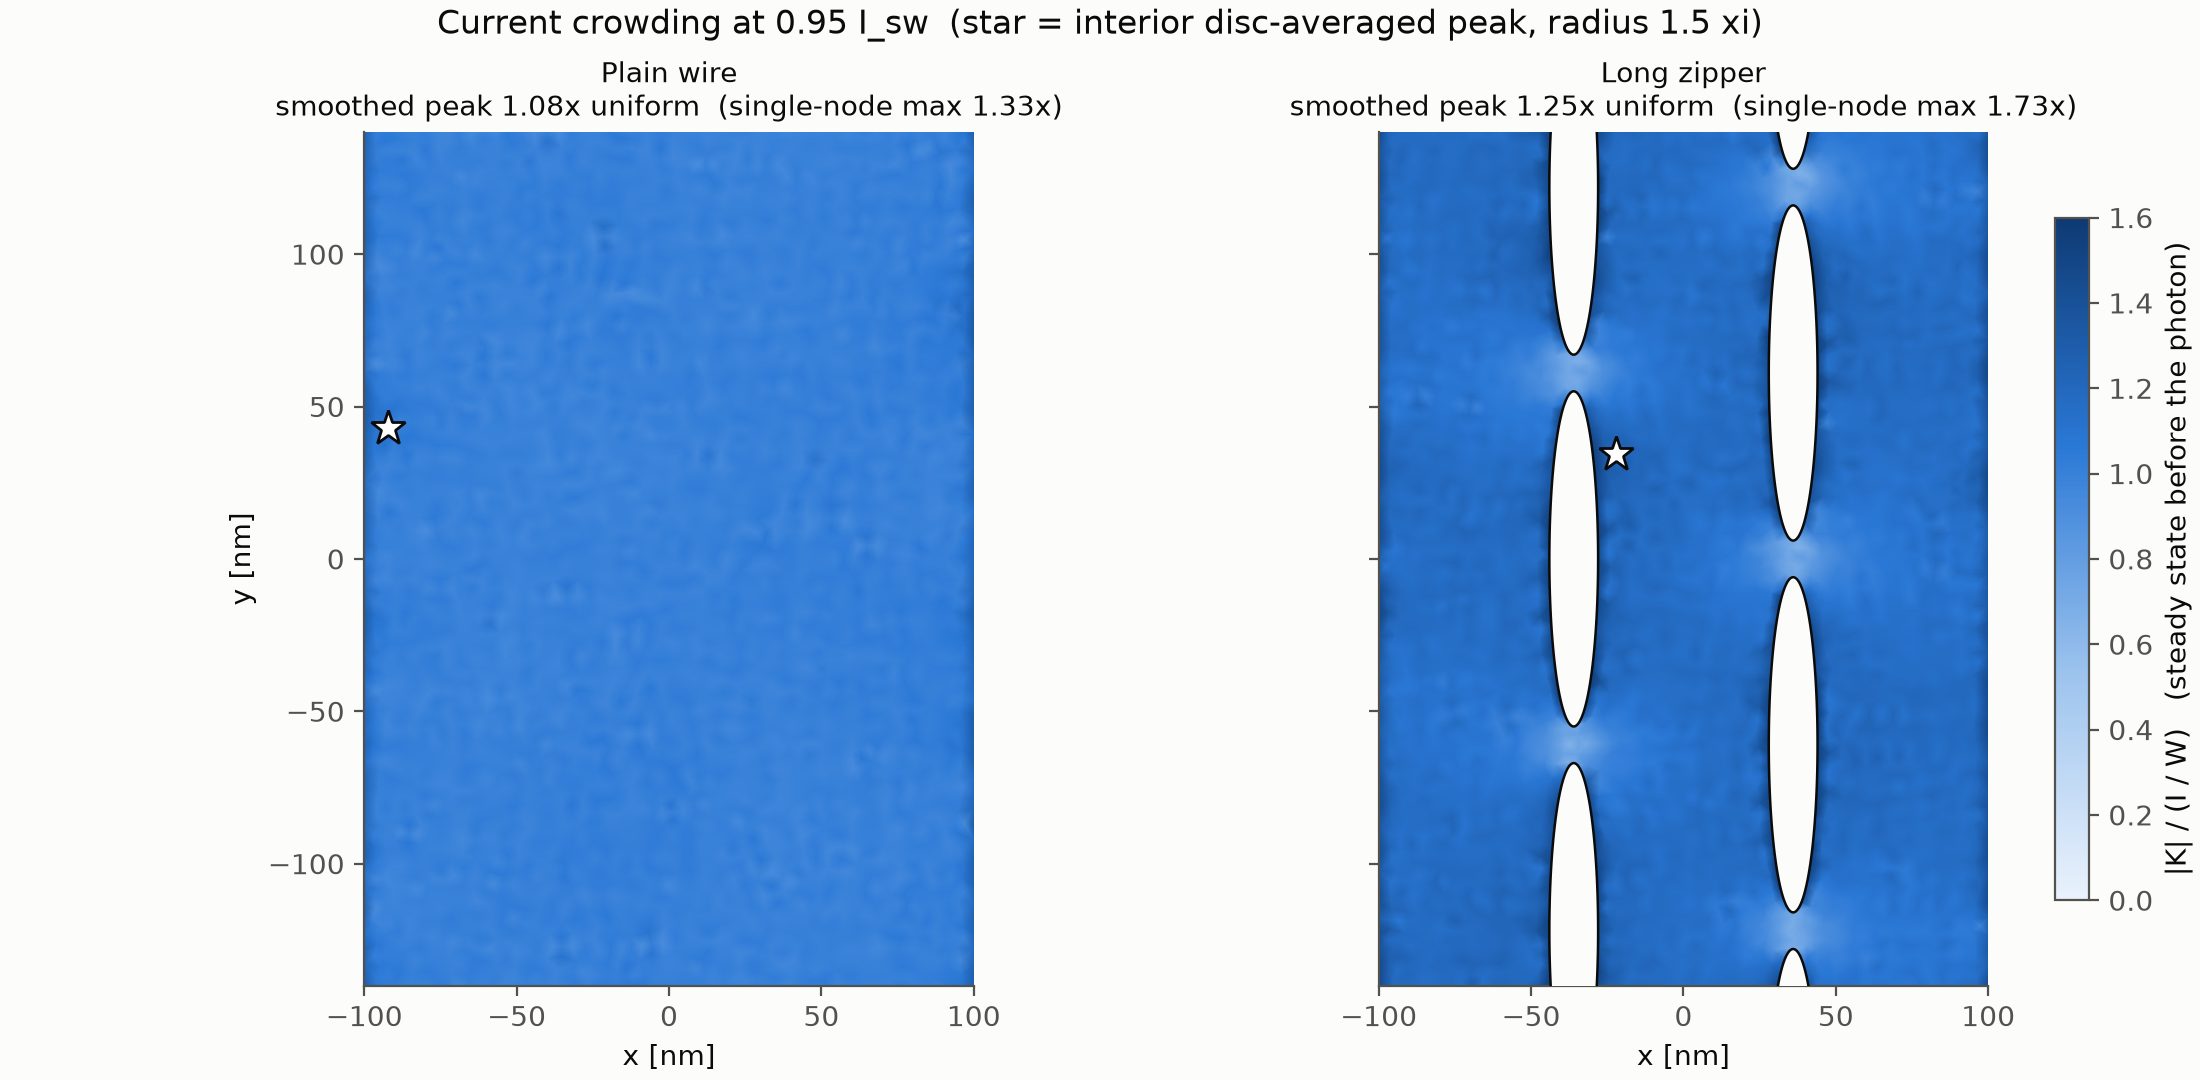 Current crowding at 0.95 I_sw  (star = interior disc-averaged peak, radius 1.5 xi)
Plain wire
smoothed peak 1.08x uniform  (single-node max 1.33x)
Long zipper
smoothed peak 1.25x uniform  (single-node max 1.73x)
100
50
0
−50
−100
y [nm]
−100
−50
0
50
100
x [nm]
−100
−50
0
50
100
x [nm]
1.6
1.4
1.2
1.0
0.8
0.6
0.4
0.2
0.0
|K| / (I / W)   (steady state before the photon)